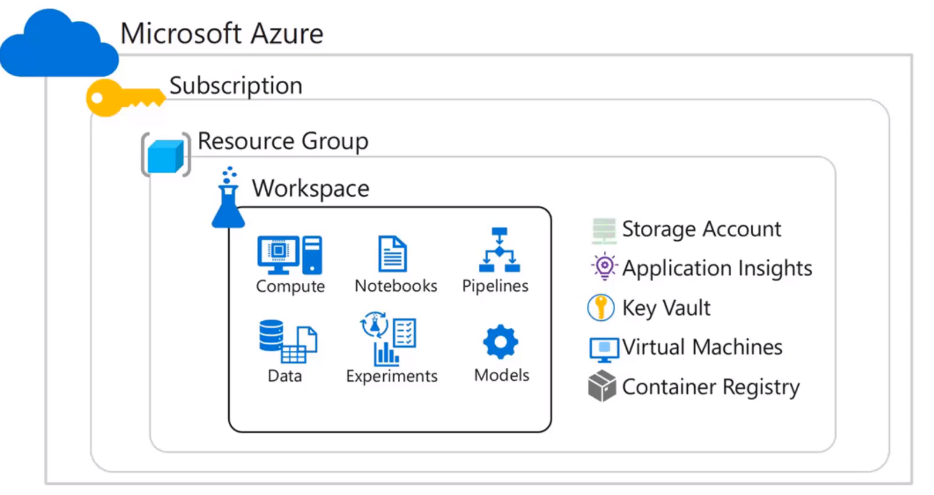 Microsoft Azure
Subscription
Resource Group
Workspace
Compute
Notebooks
Pipelines
Data
Experiments
Models
Storage Account
Application Insights
Key Vault
Virtual Machines
Container Registry